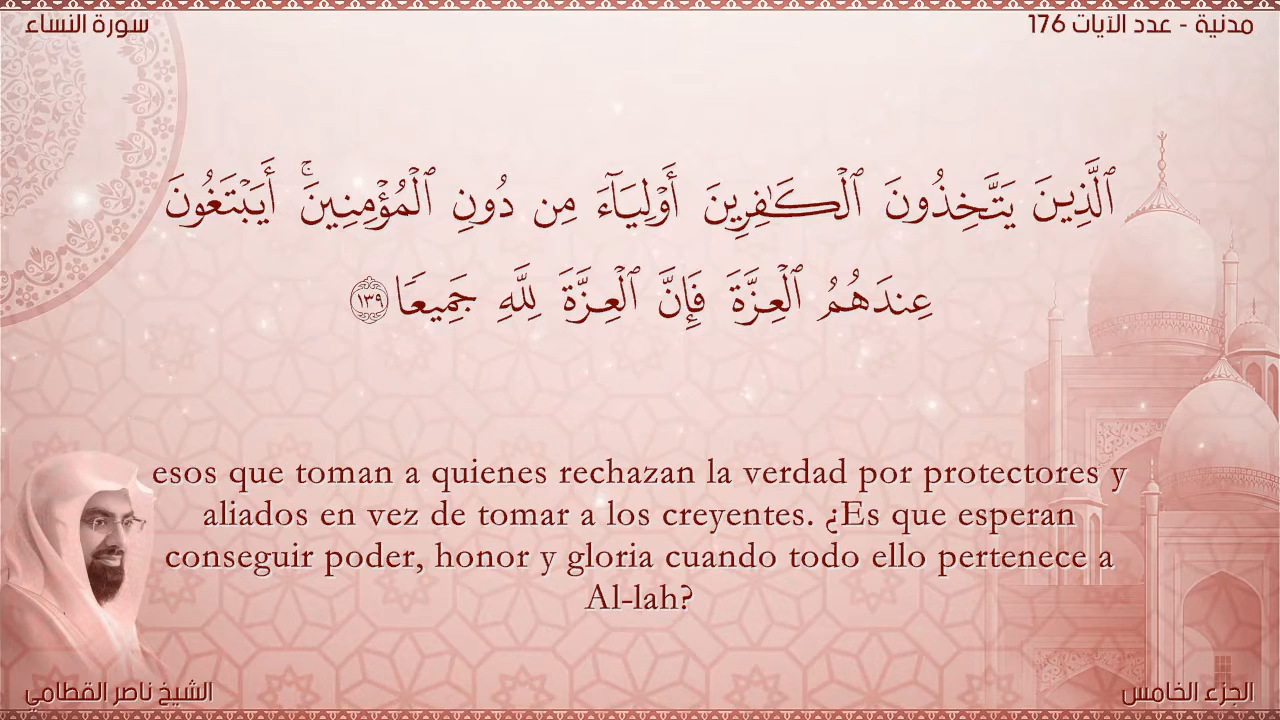 مدنية - عدد الآيات 176
سورة النساء
ٱلَّذِينَ يَتَّخِذُونَ ٱلْكَـٰفِرِينَ أَوْلِيَآءَ مِن دُونِ ٱلْمُؤْمِنِينَ ۚ أَيَبْتَغُونَ
عِندَهُمُ ٱلْعِزَّةَ فَإِنَّ ٱلْعِزَّةَ لِلَّهِ جَمِيعًا ١٣٩
esos que toman a quienes rechazan la verdad por protectores y
aliados en vez de tomar a los creyentes. ¿Es que esperan
conseguir poder, honor y gloria cuando todo ello pertenece a
Al-lah?
الجزء الخامس
الشيخ ناصر القطامي